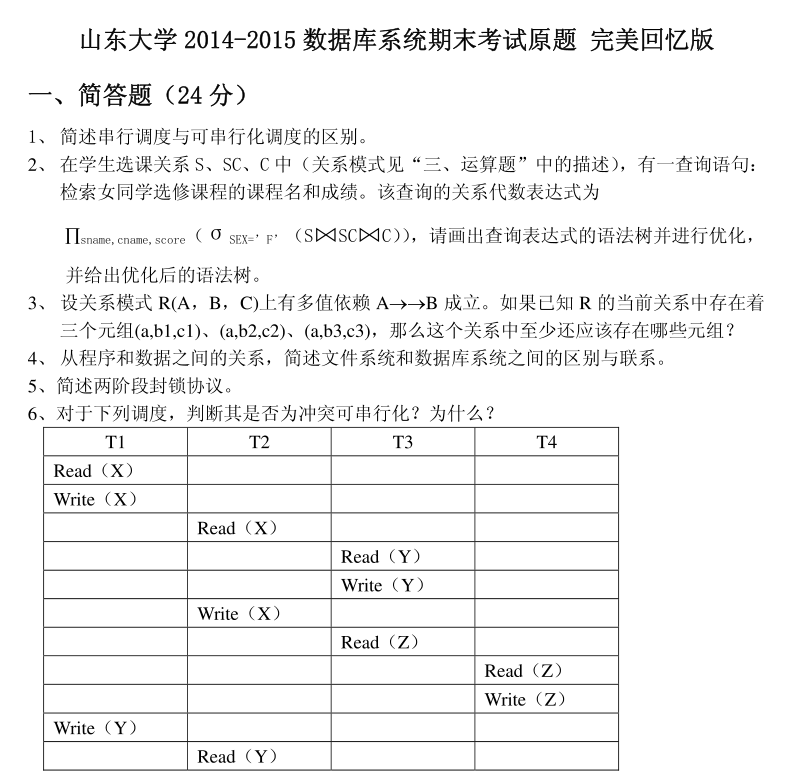 山东大学 2014-2015 数据库系统期末考试原题 完美回忆版
一、简答题（24 分）
1、 简述串行调度与可串行化调度的区别。
2、 在学生选课关系 S、SC、C 中（关系模式见“三、运算题”中的描述），有一查询语句：
检索女同学选修课程的课程名和成绩。该查询的关系代数表达式为
∏sname,cname,score（ σ SEX=’ F’ （S⋈SC⋈C）），请画出查询表达式的语法树并进行优化，
并给出优化后的语法树。
3、 设关系模式 R(A，B，C)上有多值依赖 A→→B 成立。如果已知 R 的当前关系中存在着
三个元组(a,b1,c1)、(a,b2,c2)、(a,b3,c3)，那么这个关系中至少还应该存在哪些元组？
4、 从程序和数据之间的关系，简述文件系统和数据库系统之间的区别与联系。
5、简述两阶段封锁协议。
6、对于下列调度，判断其是否为冲突可串行化？为什么？
T1 T2 T3 T4
Read（X）
Write（X）
Read（X）
Read（Y）
Write（Y）
Write（X）
Read（Z）
Read（Z）
Write（Z）
Write（Y）
Read（Y）